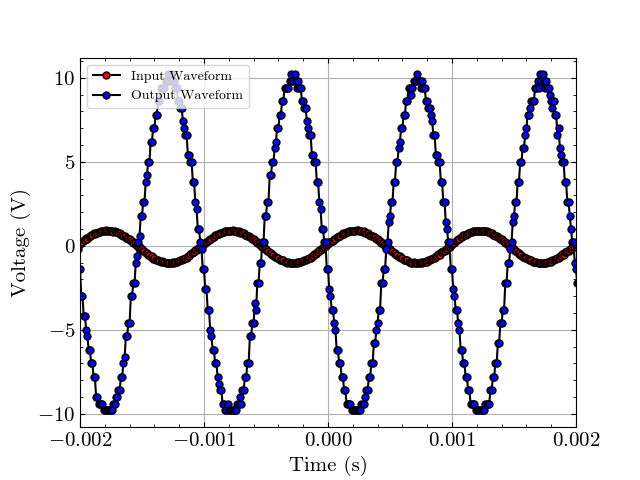 Input Waveform
Output Waveform
10
5
0
−5
−10
Voltage (V)
−0.002 −0.001 0.000 0.001 0.002
Time (s)